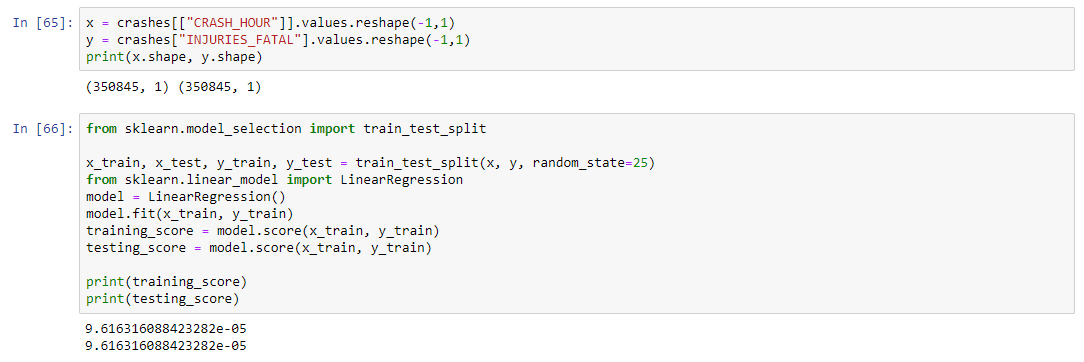 In [65]: x = crashes[["CRASH_HOUR"]].values.reshape(-1,1)
y = crashes["INJURIES_FATAL"].values.reshape(-1,1)
print(x.shape, y.shape)
(350845, 1) (350845, 1)
In [66]: from sklearn.model_selection import train_test_split
x_train, x_test, y_train, y_test = train_test_split(x, y, random_state=25)
from sklearn.linear_model import LinearRegression
model = LinearRegression()
model.fit(x_train, y_train)
training_score = model.score(x_train, y_train)
testing_score = model.score(x_train, y_train)
print(training_score)
print(testing_score)
9.616316088423282e-05
9.616316088423282e-05